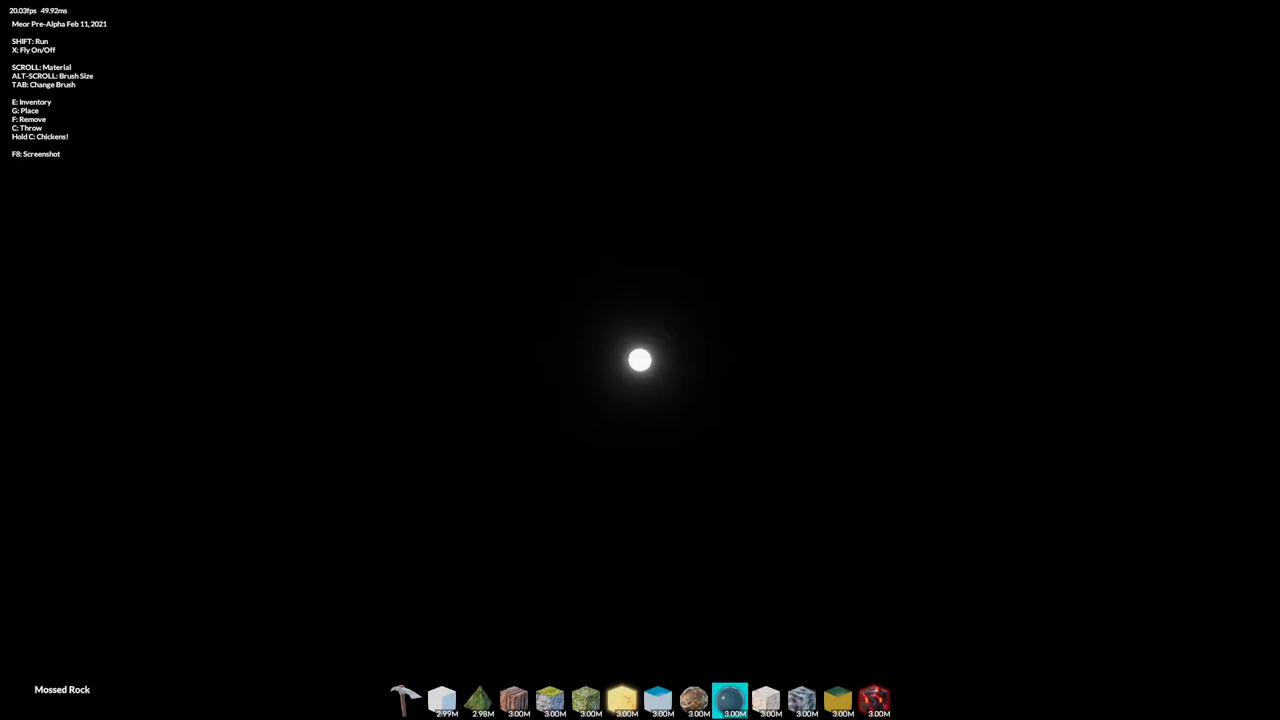 20.03fps 49.92ms
Meor Pre-Alpha Feb 11, 2021
SHIFT: Run
X: Fly On/Off
SCROLL: Material
ALT-SCROLL: Brush Size
TAB: Change Brush
E: Inventory
G: Place
F: Remove
C: Throw
Hold C: Chickens!
F8: Screenshot
Mossed Rock
2.99M 2.98M 3.00M 3.00M 3.00M 3.00M 3.00M 3.00M 3.00M 3.00M 3.00M 3.00M 3.00M